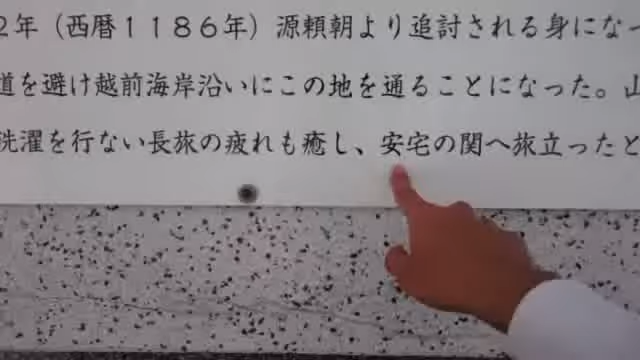 2年（西暦１１８６年）源頼朝より追討される身になっ
道を避け越前海岸沿いにこの地を通ることになった。山
洗濯を行ない長旅の疲れも癒し、安宅の関へ旅立ったと